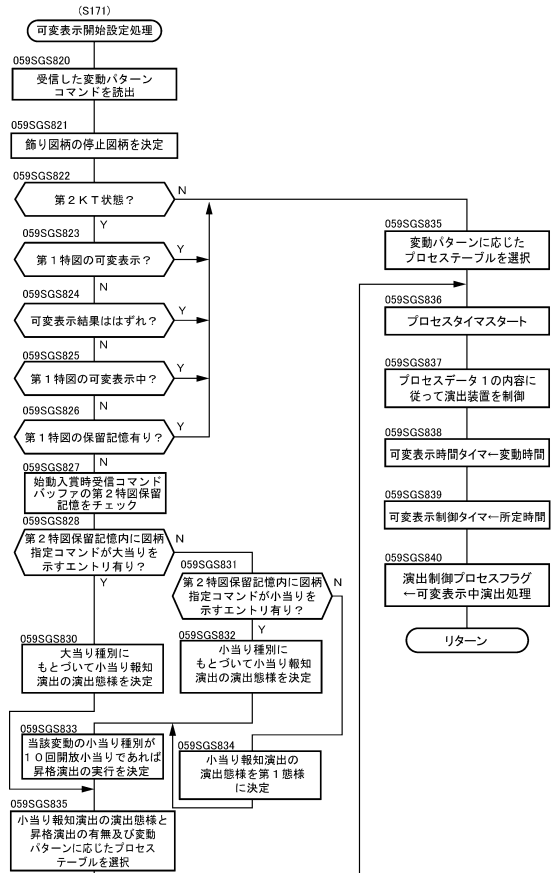 (S171)
可変表示開始設定処理
059SGS820
受信した変動パターン
コマンドを読出
059SGS821
飾り図柄の停止図柄を決定
059SGS822
第2KT状態?
N
Y
059SGS823
第1特図の可変表示?
Y
N
059SGS824
可変表示結果ははずれ?
Y
N
059SGS825
第1特図の可変表示中?
Y
N
059SGS826
第1特図の保留記憶有り?
Y
N
059SGS827
始動入賞時受信コマンド
バッファの第2特図保留
記憶をチェック
059SGS828
第2特図保留記憶内に図柄
指定コマンドが大当りを
示すエントリ有り?
N
Y
059SGS831
第2特図保留記憶内に図柄
指定コマンドが小当りを
示すエントリ有り?
N
Y
059SGS830
大当り種別に
もとづいて小当り報知
演出の演出態様を決定
059SGS832
小当り種別に
もとづいて小当り報知
演出の演出態様を決定
059SGS833
当該変動の小当り種別が
10回開放小当りであれば
昇格演出の実行を決定
059SGS834
小当り報知演出の
演出態様を第1態様
に決定
059SGS835
小当り報知演出の演出態様と
昇格演出の有無及び変動
パターンに応じたプロセス
テーブルを選択
059SGS835
変動パターンに応じた
プロセステーブルを選択
059SGS836
プロセスタイマスタート
059SGS837
プロセスデータ1の内容に
従って演出装置を制御
059SGS838
可変表示時間タイマ←変動時間
059SGS839
可変表示制御タイマ←所定時間
059SGS840
演出制御プロセスフラグ
←可変表示中演出処理
リターン